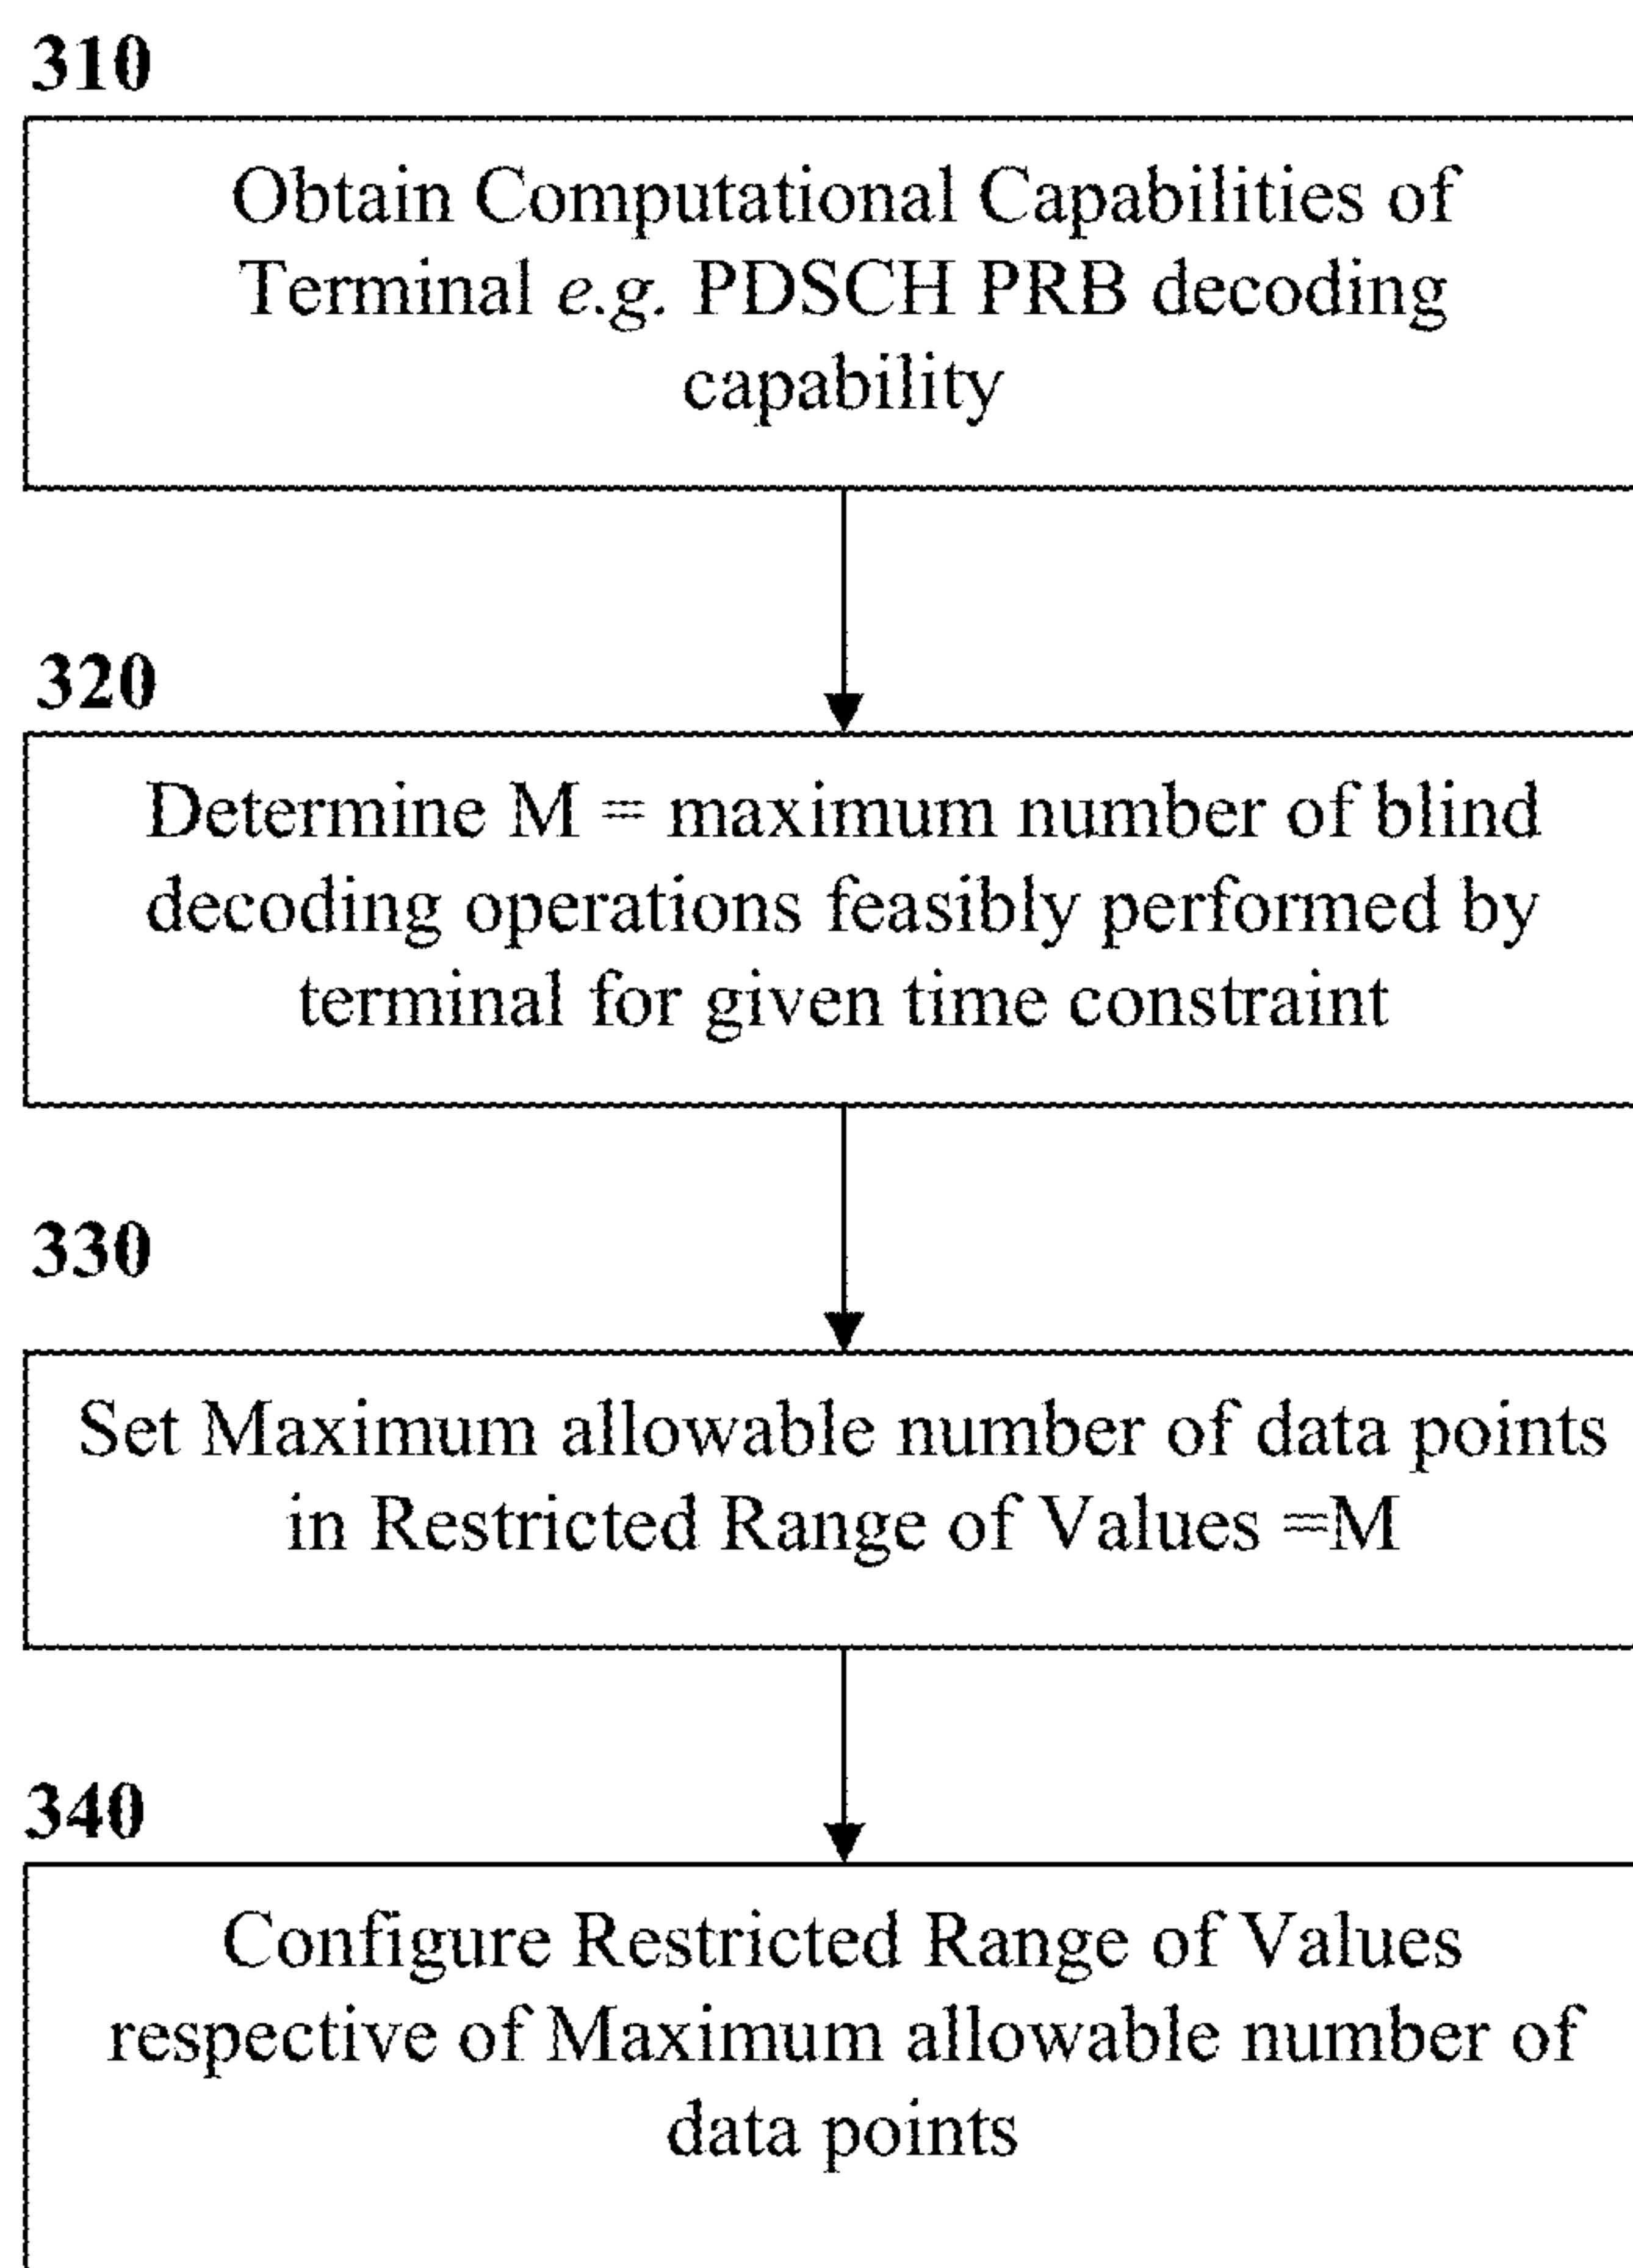 310
Obtain Computational Capabilities of
Terminal e.g. PDSCH PRB decoding
capability
320
Determine M = maximum number of blind
decoding operations feasibly performed by
terminal for given time constraint
330
Set Maximum allowable number of data points
in Restricted Range of Values =M
340
Configure Restricted Range of Values
respective of Maximum allowable number of
data points